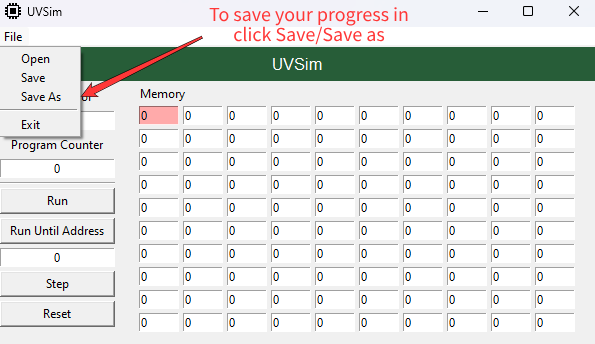 UVSim
To save your progress in
click Save/Save as
File
Open
Save
Save As
Exit
UVSim
Program Counter
0
Run
Run Until Address
0
Step
Reset
Memory
0 0 0 0 0 0 0 0 0 0
0 0 0 0 0 0 0 0 0 0
0 0 0 0 0 0 0 0 0 0
0 0 0 0 0 0 0 0 0 0
0 0 0 0 0 0 0 0 0 0
0 0 0 0 0 0 0 0 0 0
0 0 0 0 0 0 0 0 0 0
0 0 0 0 0 0 0 0 0 0
0 0 0 0 0 0 0 0 0 0
0 0 0 0 0 0 0 0 0 0